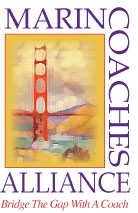 MARIN
COACHES
ALLIANCE
Bridge The Gap With A Coach